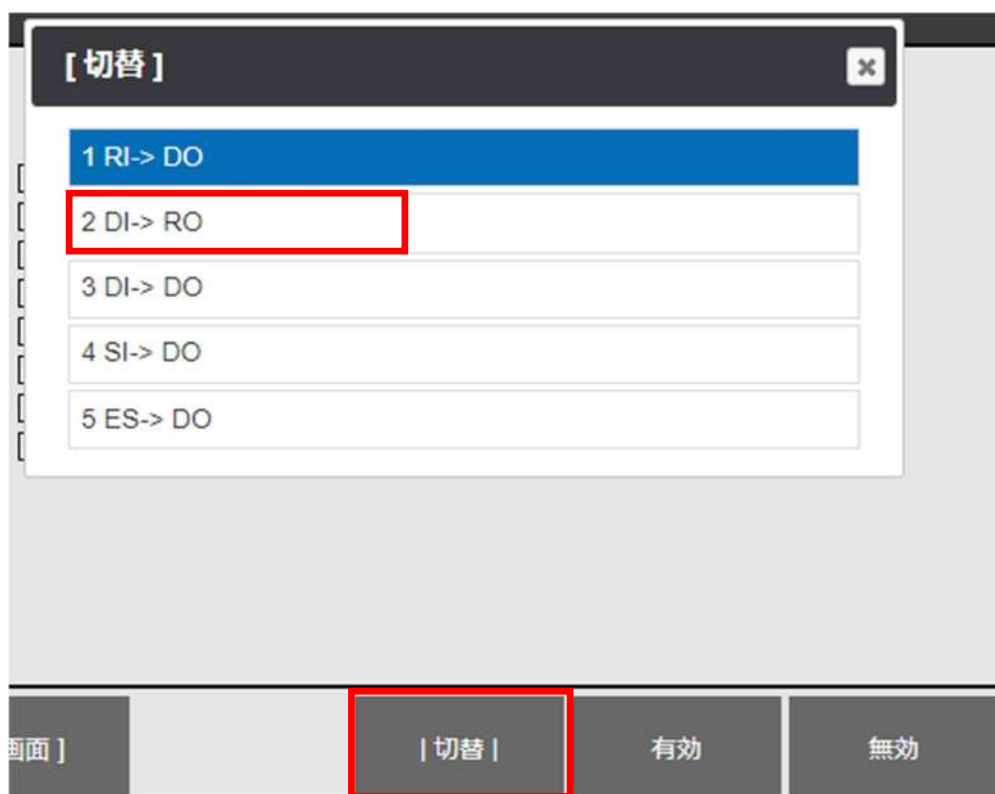 [ 切替 ]
1 RI-> DO
2 DI-> RO
3 DI-> DO
4 SI-> DO
5 ES-> DO
画面 ]
| 切替 |
有効
無効